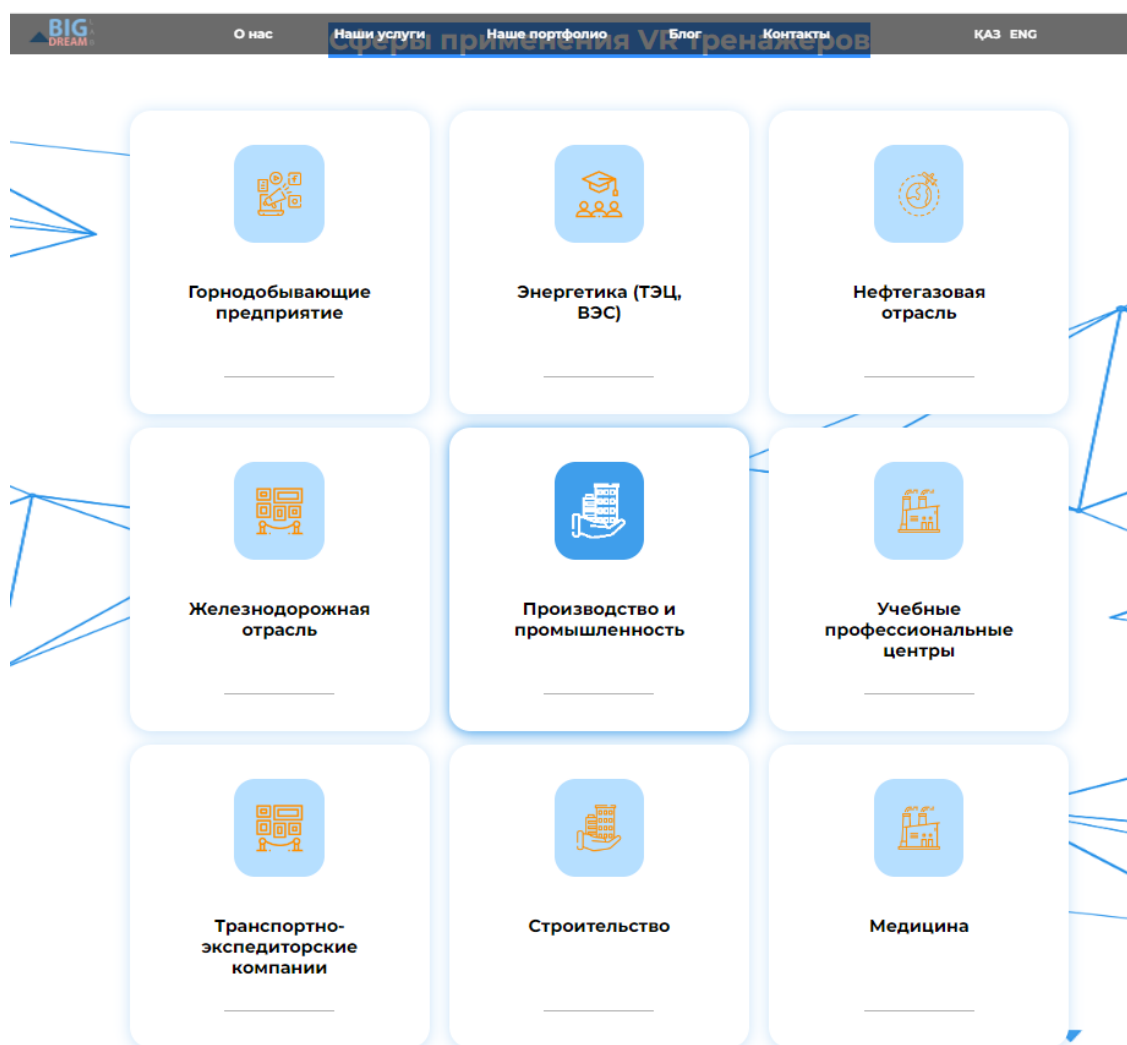 BIG
DREAM
О нас Наши услуги Наше портфолио Блог Контакты ҚАЗ ENG
Сферы применения VR тренажеров
Горнодобывающие
предприятие
Энергетика (ТЭЦ,
ВЭС)
Нефтегазовая
отрасль
Железнодорожная
отрасль
Производство и
промышленность
Учебные
профессиональные
центры
Транспортно-
экспедиторские
компании
Строительство
Медицина